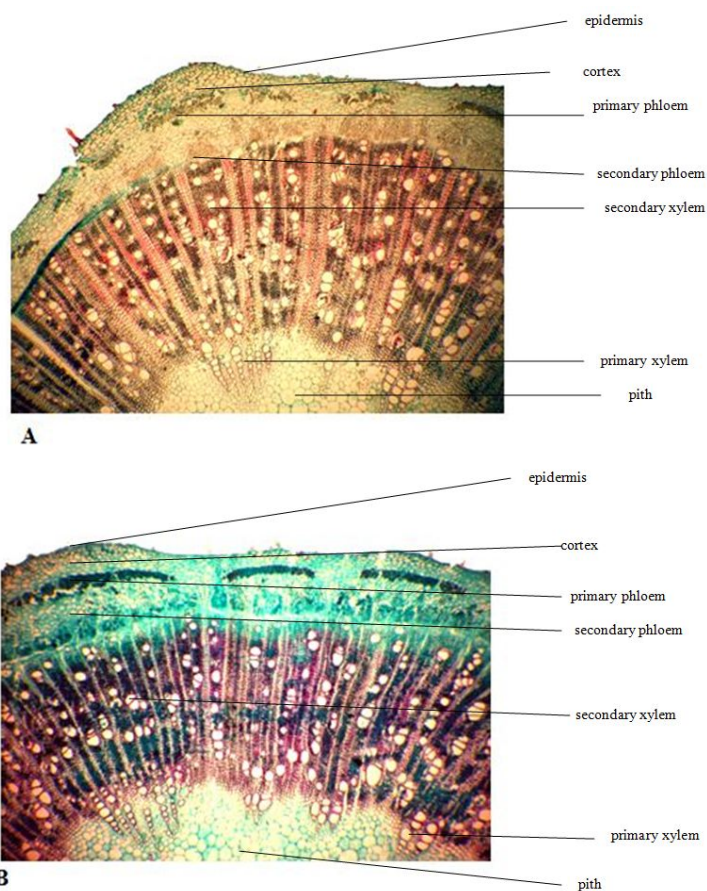 epidermis
cortex
primary phloem
secondary phloem
secondary xylem
primary xylem
pith
A
epidermis
cortex
primary phloem
secondary phloem
secondary xylem
primary xylem
B
pith